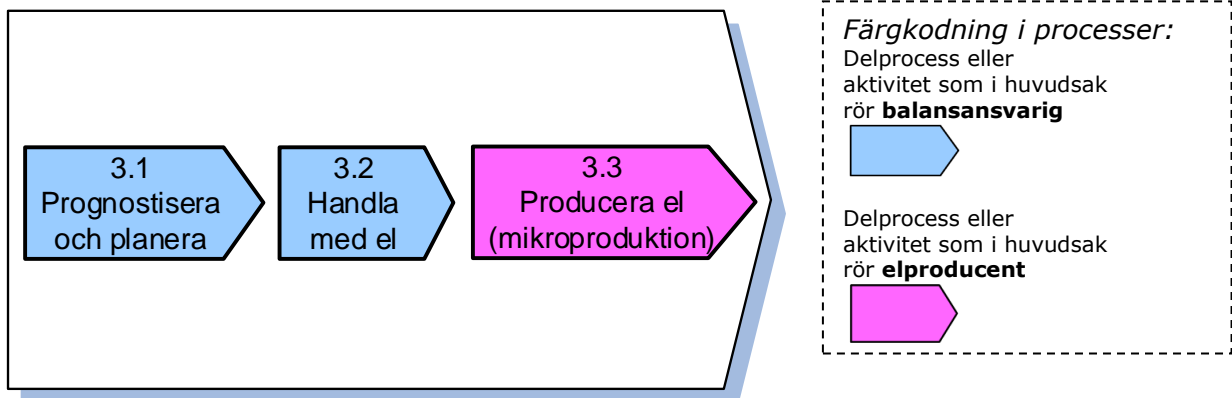 3.1
Prognostisera
och planera
3.2
Handla
med el
3.3
Producera el
(mikroproduktion)
Färgkodning i processer:
Delprocess eller
aktivitet som i huvudsak
rör balansansvarig
Delprocess eller
aktivitet som i huvudsak
rör elproducent